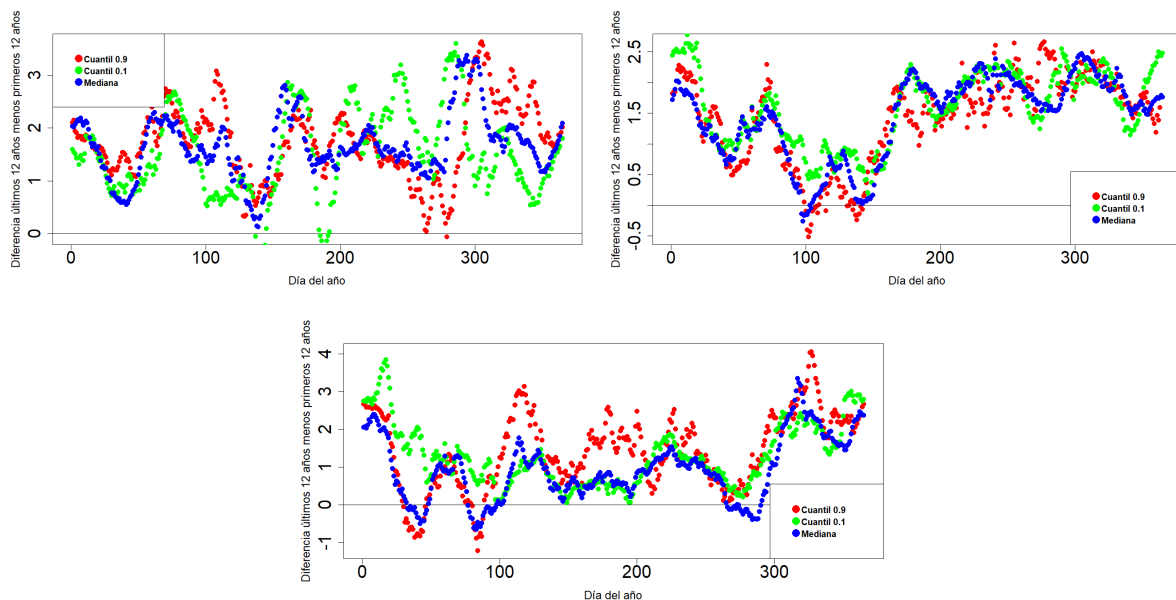 Diferencia últimos 12 años menos primeros 12 años
3
2
1
0
Cuantil 0.9
Cuantil 0.1
Mediana
0
100
200
300
Día del año
Diferencia últimos 12 años menos primeros 12 años
2.5
1.5
0.5
-0.5
Cuantil 0.9
Cuantil 0.1
Mediana
0
100
200
300
Día del año
Diferencia últimos 12 años menos primeros 12 años
4
3
2
1
0
-1
Cuantil 0.9
Cuantil 0.1
Mediana
0
100
200
300
Día del año